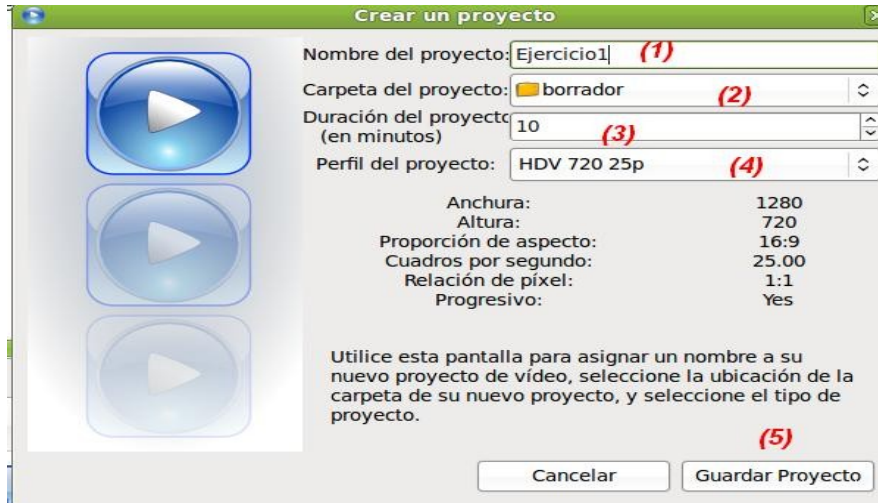 Crear un proyecto
Nombre del proyecto: Ejercicio1 (1)
Carpeta del proyecto: borrador (2)
Duración del proyecto
(en minutos) 10 (3)
Perfil del proyecto: HDV 720 25p (4)
Anchura: 1280
Altura: 720
Proporción de aspecto: 16:9
Cuadros por segundo: 25.00
Relación de píxel: 1:1
Progresivo: Yes
Utilice esta pantalla para asignar un nombre a su
nuevo proyecto de vídeo, seleccione la ubicación de la
carpeta de su nuevo proyecto, y seleccione el tipo de
proyecto.
(5)
Cancelar Guardar Proyecto